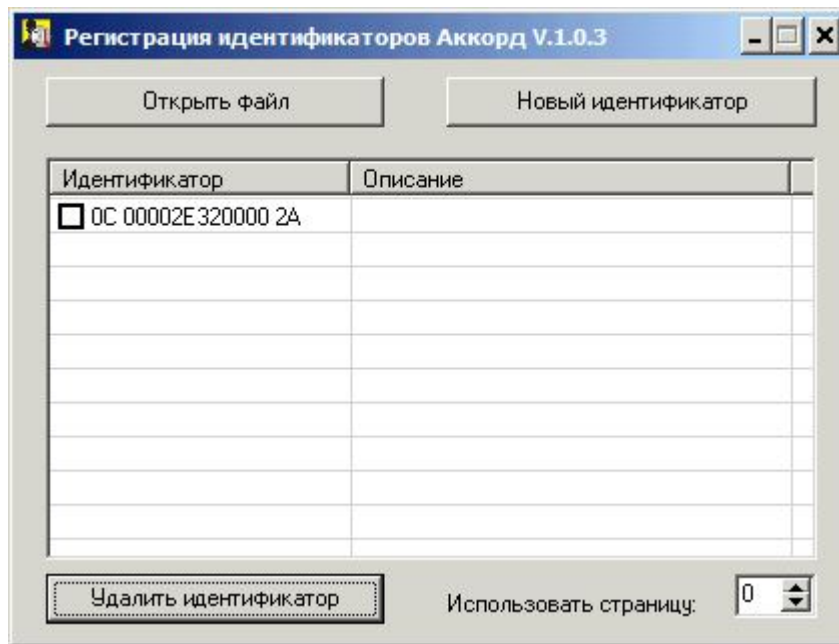 Регистрация идентификаторов Аккорд V.1.0.3
Открыть файл Новый идентификатор
Идентификатор Описание
0C 00002E320000 2A
Удалить идентификатор Использовать страницу: 0